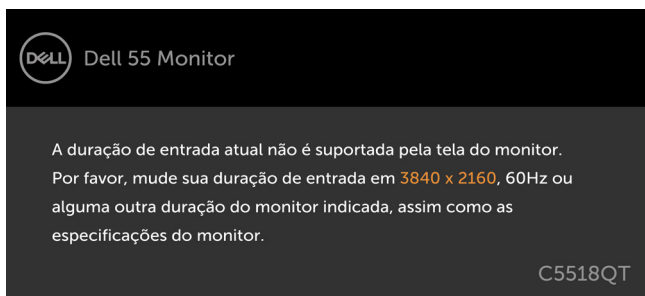 DELL Dell 55 Monitor
A duração de entrada atual não é suportada pela tela do monitor.
Por favor, mude sua duração de entrada em 3840 x 2160, 60Hz ou
alguma outra duração do monitor indicada, assim como as
especificações do monitor.
C5518QT